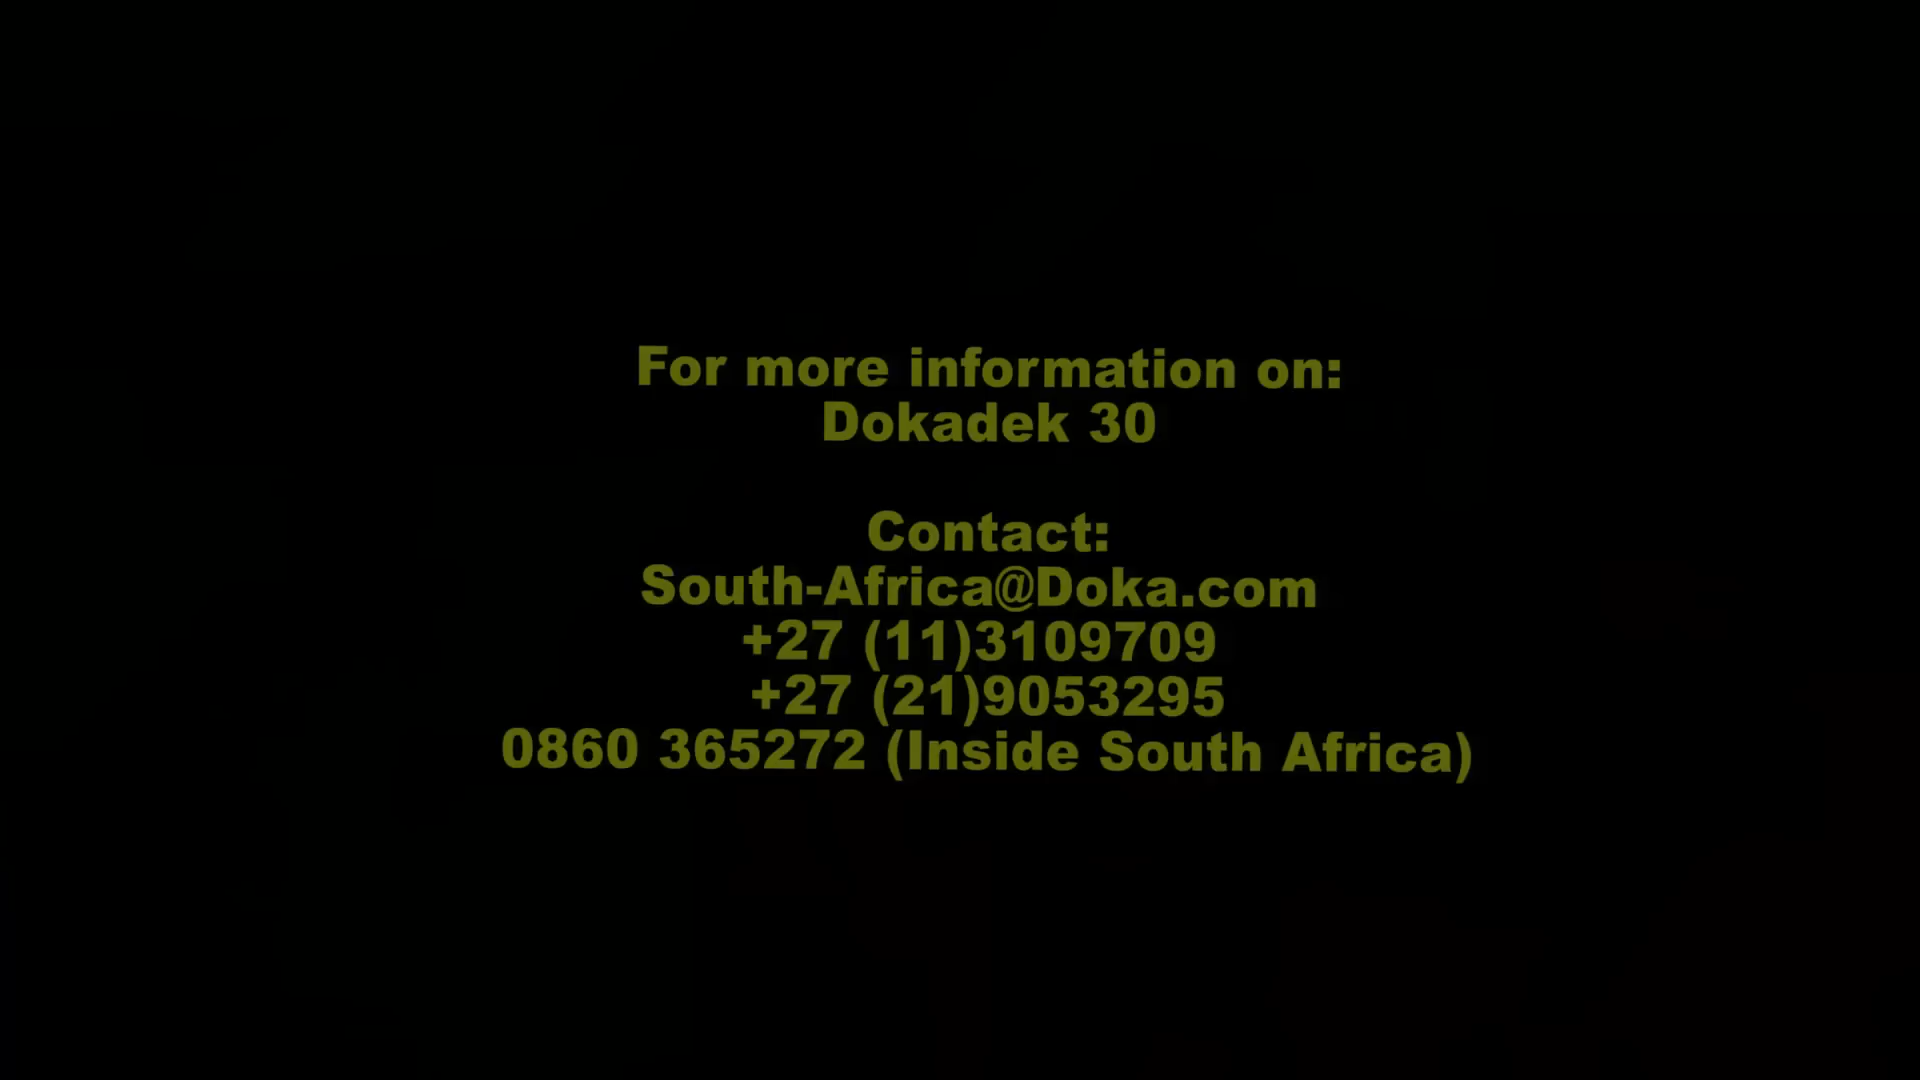 For more information on:
Dokadek 30
Contact:
South-Africa@Doka.com
+27 (11)3109709
+27 (21)9053295
0860 365272 (Inside South Africa)